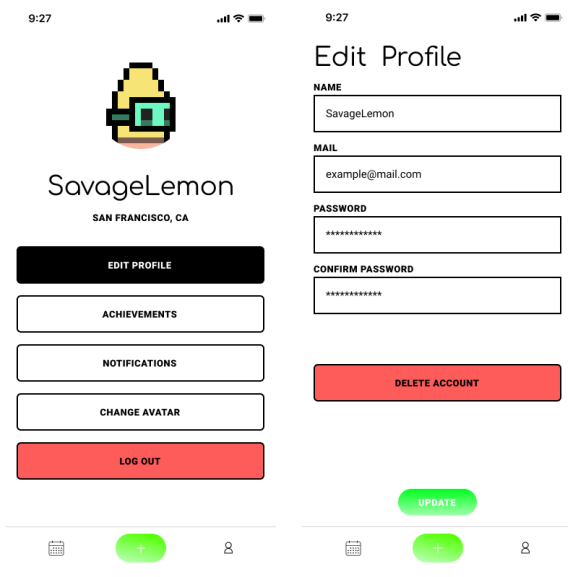 9:27
SavageLemon
SAN FRANCISCO, CA
EDIT PROFILE
ACHIEVEMENTS
NOTIFICATIONS
CHANGE AVATAR
LOG OUT
+
9:27
Edit Profile
NAME
SavageLemon
MAIL
example@mail.com
PASSWORD
************
CONFIRM PASSWORD
************
DELETE ACCOUNT
UPDATE
+